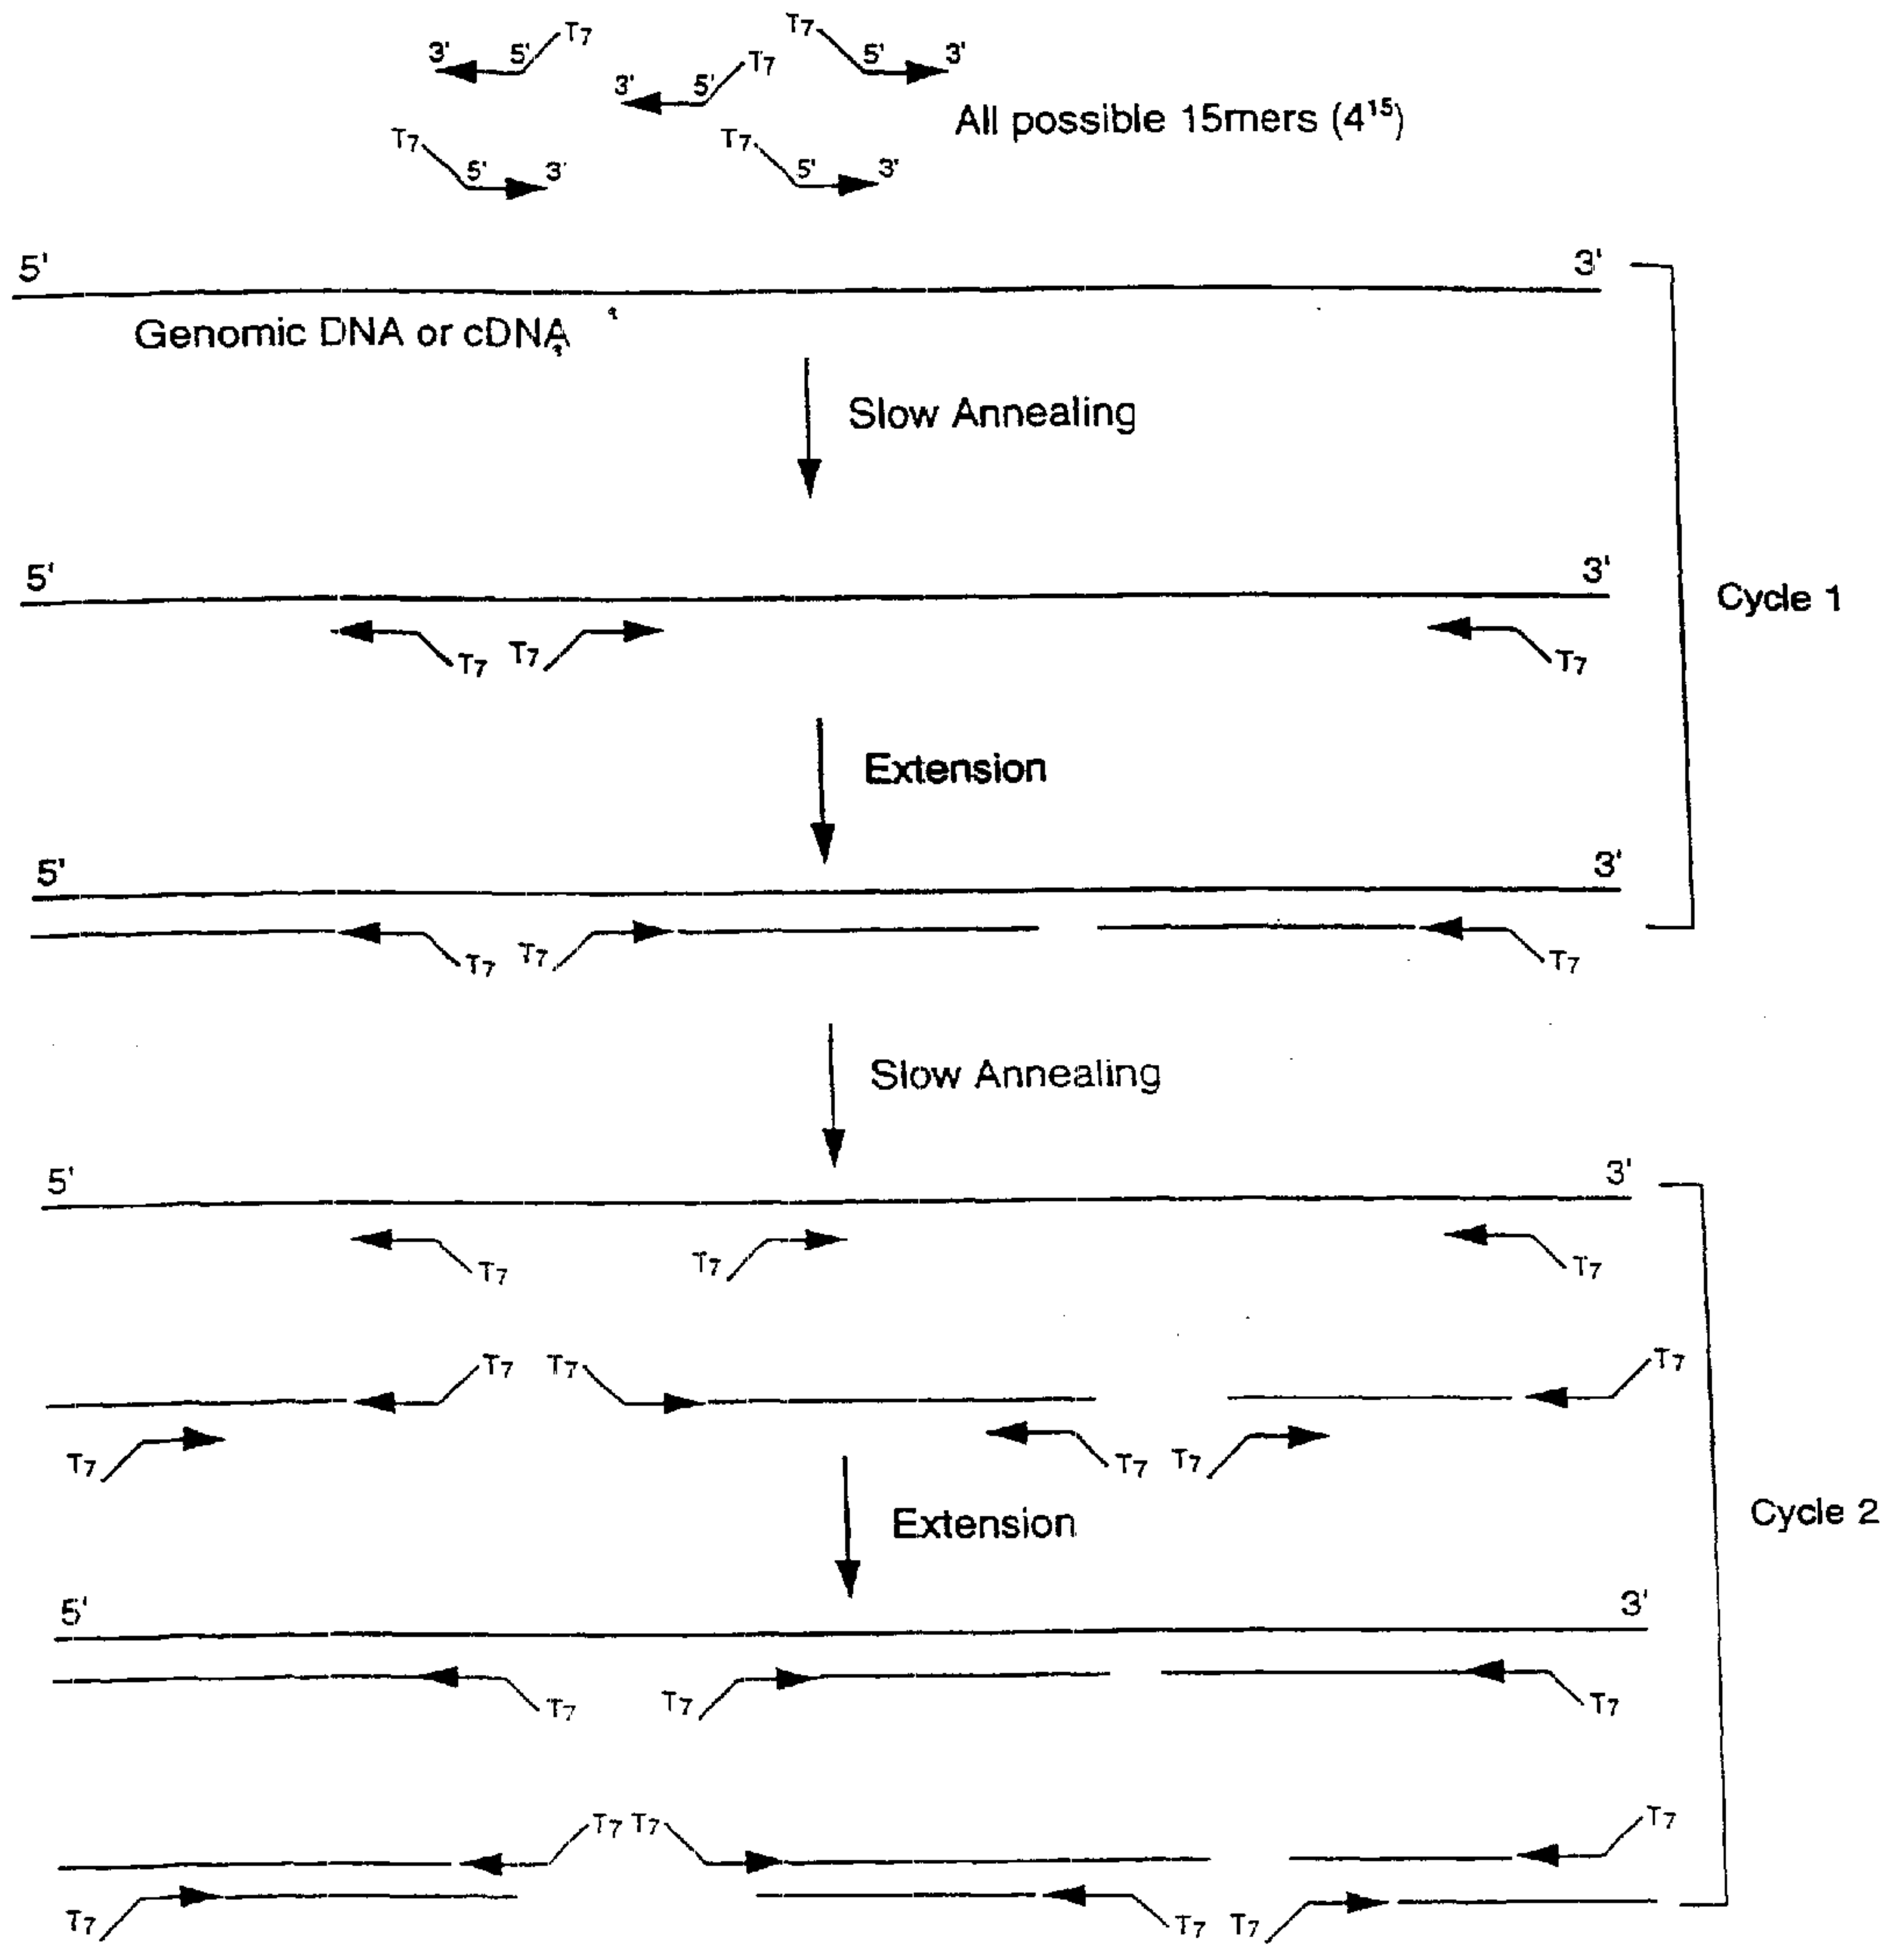 T7 T7
3' 5' 5' 3'
T7
3' 5'
All possible 15mers (4¹⁵)
T7 T7
5' 3' 5' 3'
5' 3'
Genomic DNA or cDNA
Slow Annealing
5' 3'
Cycle 1
T7 T7 T7
Extension
5' 3'
T7 T7 T7
Slow Annealing
5' 3'
T7 T7 T7
T7 T7 T7
T7 T7 T7
Cycle 2
Extension
5' 3'
T7 T7 T7
T7 T7 T7
T7 T7 T7